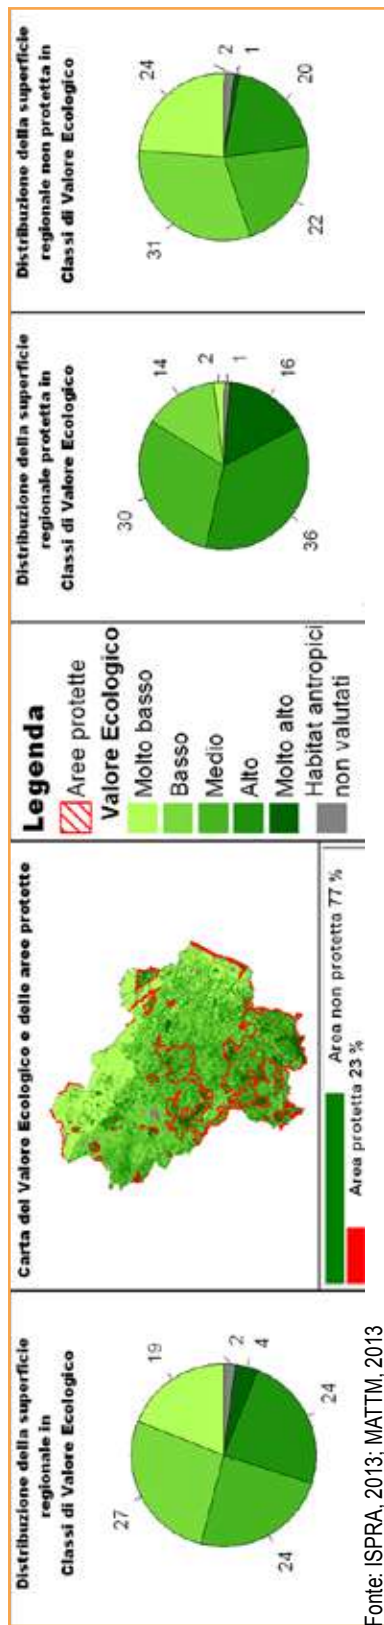 Distribuzione della superficie
regionale in
Classi di Valore Ecologico
19
27
24
24
4
2
Carta del Valore Ecologico e delle aree protette
Area non protetta 77 %
Area protetta 23 %
Legenda
Aree protette
Valore Ecologico
Molto basso
Basso
Medio
Alto
Molto alto
Habitat antropici
non valutati
Distribuzione della superficie
regionale protetta in
Classi di Valore Ecologico
2
14
30
36
16
1
Distribuzione della superficie
regionale non protetta in
Classi di Valore Ecologico
24
31
22
20
1
2
Fonte: ISPRA, 2013; MATTM, 2013